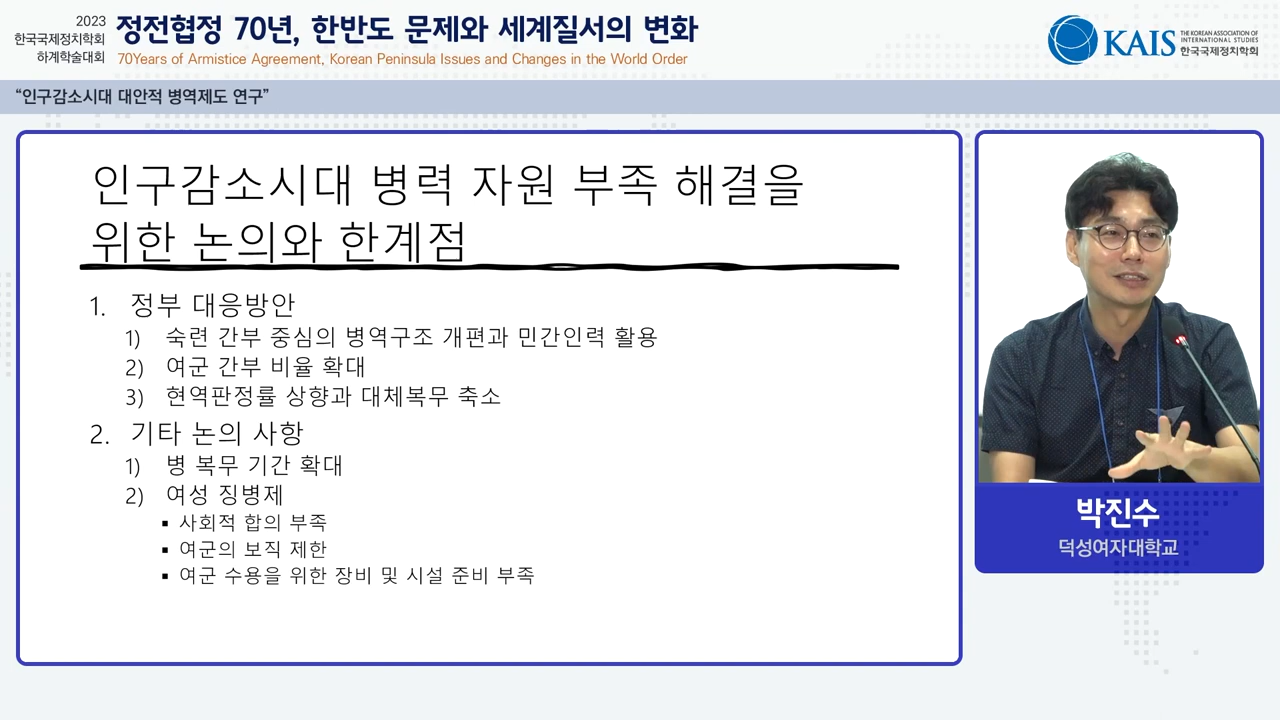 2023
한국국제정치학회
하계학술대회
정전협정 70년, 한반도 문제와 세계질서의 변화
70Years of Armistice Agreement, Korean Peninsula Issues and Changes in the World Order
KAIS
THE KOREAN ASSOCIATION OF
INTERNATIONAL STUDIES
한국국제정치학회
“인구감소시대 대안적 병역제도 연구”
인구감소시대 병력 자원 부족 해결을
위한 논의와 한계점
1. 정부 대응방안
1) 숙련 간부 중심의 병역구조 개편과 민간인력 활용
2) 여군 간부 비율 확대
3) 현역판정률 상향과 대체복무 축소
2. 기타 논의 사항
1) 병 복무 기간 확대
2) 여성 징병제
▪ 사회적 합의 부족
▪ 여군의 보직 제한
▪ 여군 수용을 위한 장비 및 시설 준비 부족
박진수
덕성여자대학교